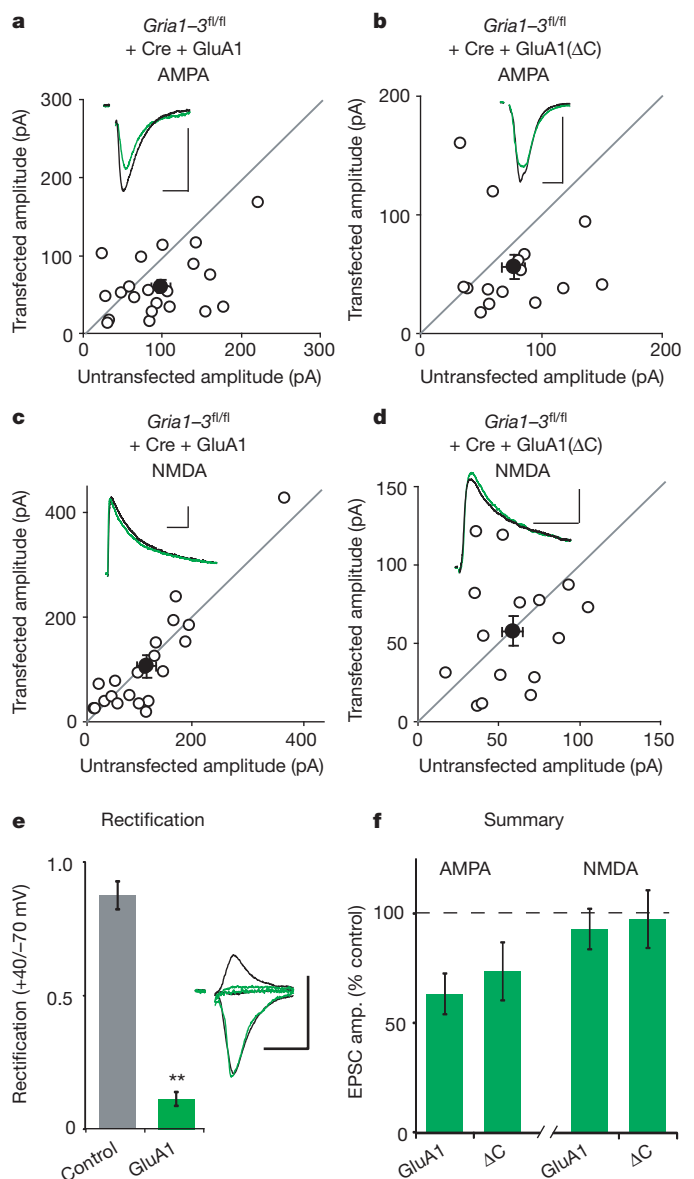 a
Gria1–3fl/fl
+ Cre + GluA1
AMPA
300
200
100
0
0
100
200
300
Transfected amplitude (pA)
Untransfected amplitude (pA)
b
Gria1–3fl/fl
+ Cre + GluA1(ΔC)
AMPA
200
100
0
0
100
200
Transfected amplitude (pA)
Untransfected amplitude (pA)
c
Gria1–3fl/fl
+ Cre + GluA1
NMDA
400
200
0
0
200
400
Transfected amplitude (pA)
Untransfected amplitude (pA)
d
Gria1–3fl/fl
+ Cre + GluA1(ΔC)
NMDA
150
100
50
0
0
50
100
150
Transfected amplitude (pA)
Untransfected amplitude (pA)
e
Rectification
1.0
0.5
0
Rectification (+40/–70 mV)
**
Control
GluA1
f
Summary
AMPA
NMDA
100
50
0
EPSC amp. (% control)
GluA1
ΔC
GluA1
ΔC